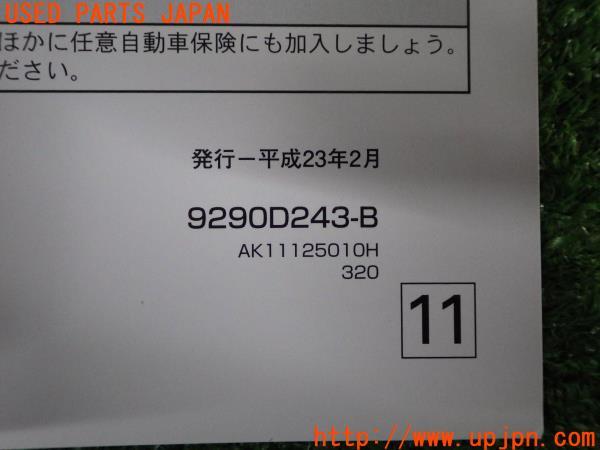 USED PARTS JAPAN
ほかに任意自動車保険にも加入しましょう。
ださい。
発行－平成23年2月
9290D243-B
AK11125010H
320
11
http://www.upjpn.com